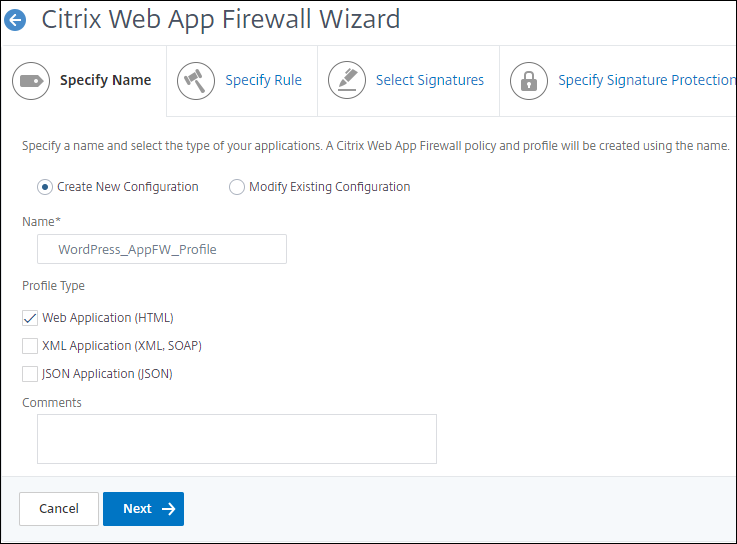 Citrix Web App Firewall Wizard
Specify Name Specify Rule Select Signatures Specify Signature Protection
Specify a name and select the type of your applications. A Citrix Web App Firewall policy and profile will be created using the name.
Create New Configuration Modify Existing Configuration
Name*
WordPress_AppFW_Profile
Profile Type
Web Application (HTML)
XML Application (XML, SOAP)
JSON Application (JSON)
Comments
Cancel Next